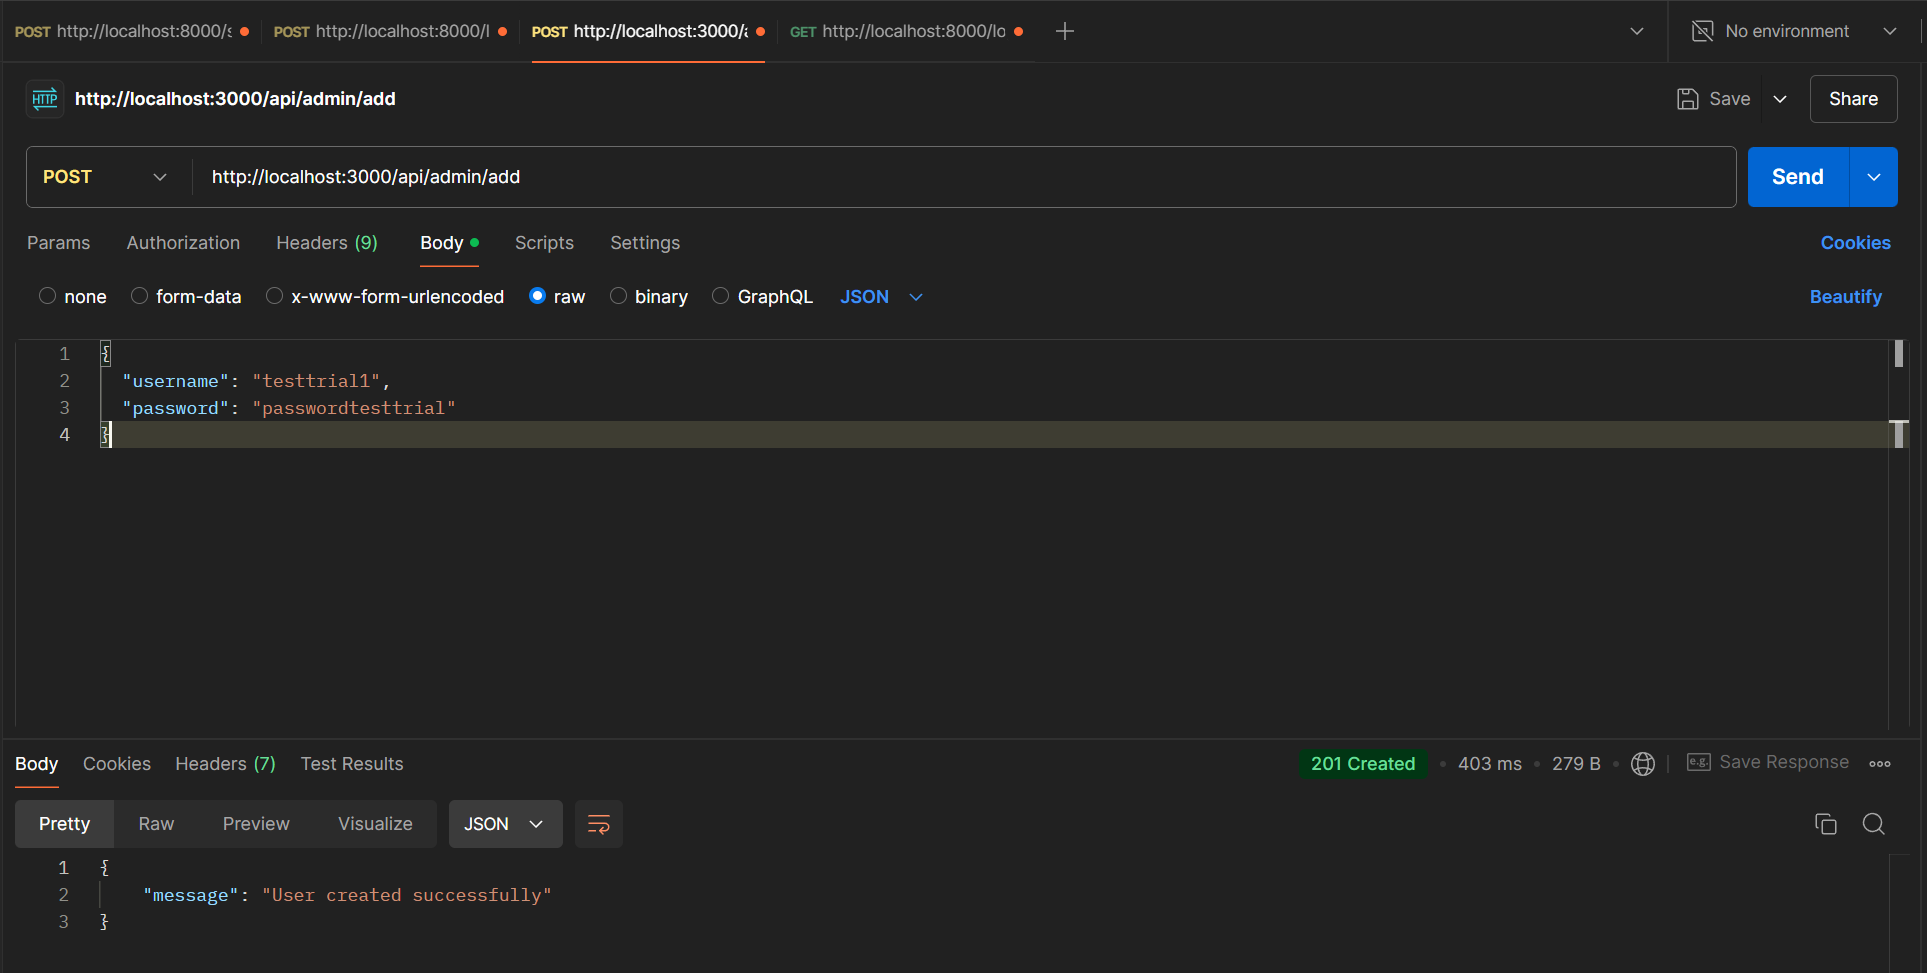 POST http://localhost:8000/s POST http://localhost:8000/l POST http://localhost:3000/a GET http://localhost:8000/lo No environment
HTTP http://localhost:3000/api/admin/add Save Share
POST http://localhost:3000/api/admin/add Send
Params Authorization Headers (9) Body Scripts Settings Cookies
none form-data x-www-form-urlencoded raw binary GraphQL JSON Beautify
1 {
2 "username": "testtrial1",
3 "password": "passwordtesttrial"
4 }
Body Cookies Headers (7) Test Results 201 Created 403 ms 279 B e.g. Save Response
Pretty Raw Preview Visualize JSON
1 {
2 "message": "User created successfully"
3 }